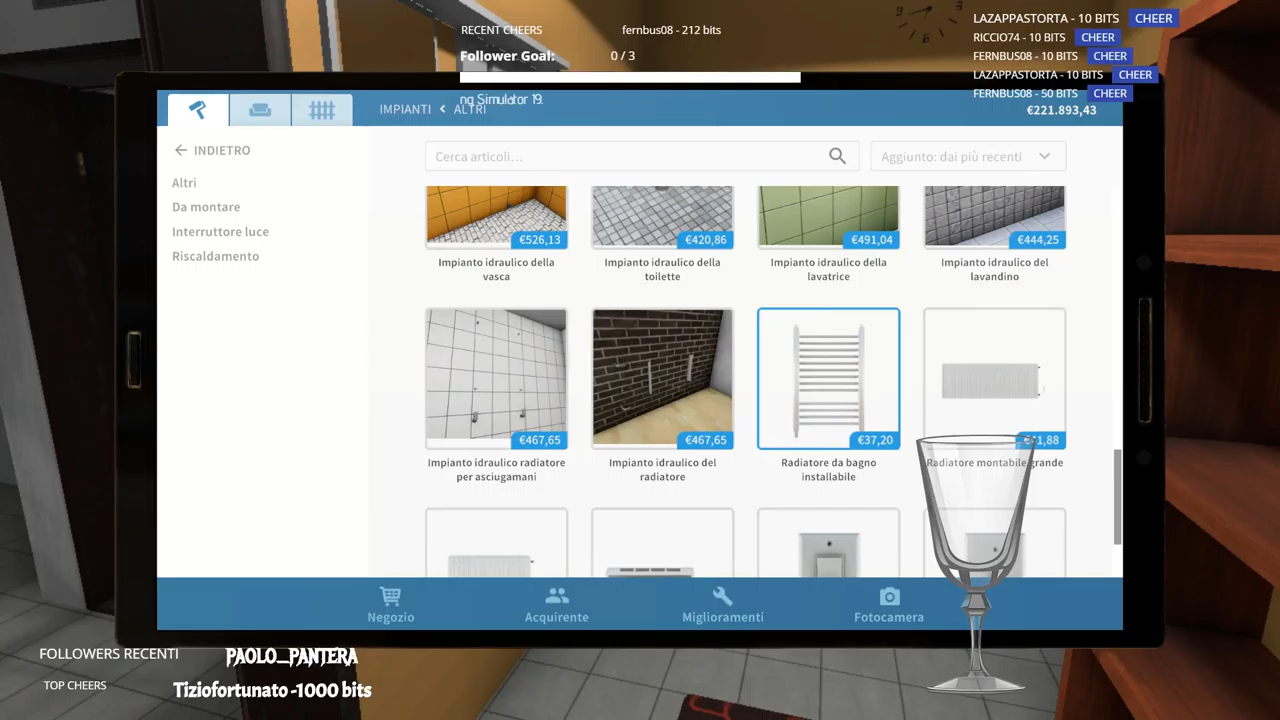 RECENT CHEERS
fernbus08 - 212 bits
Follower Goal:
0 / 3
LAZAPPASTORTA - 10 BITS CHEER
RICCIO74 - 10 BITS CHEER
FERNBUS08 - 10 BITS CHEER
LAZAPPASTORTA - 10 BITS CHEER
FERNBUS08 - 50 BITS CHEER
ng Simulator 19.
IMPIANTI < ALTRI
€221.893,43
INDIETRO
Altri
Da montare
Interruttore luce
Riscaldamento
Cerca articoli...
Aggiunto: dai più recenti
€526,13
€420,86
€491,04
€444,25
Impianto idraulico della
vasca
Impianto idraulico della
toilette
Impianto idraulico della
lavatrice
Impianto idraulico del
lavandino
€467,65
€467,65
€37,20
1,88
Impianto idraulico radiatore
per asciugamani
Impianto idraulico del
radiatore
Radiatore da bagno
installabile
Radiatore montabile grande
Negozio
Acquirente
Miglioramenti
Fotocamera
FOLLOWERS RECENTI
PAOLO_PANTERA
TOP CHEERS
Tiziofortunato -1000 bits